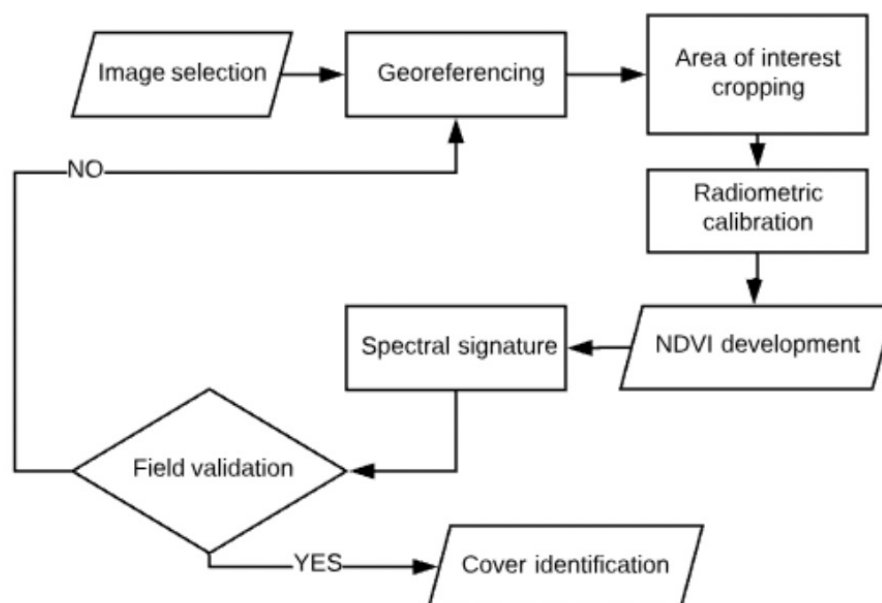 Image selection
Georeferencing
Area of interest
cropping
NO
Radiometric
calibration
Spectral signature
NDVI development
Field validation
YES
Cover identification